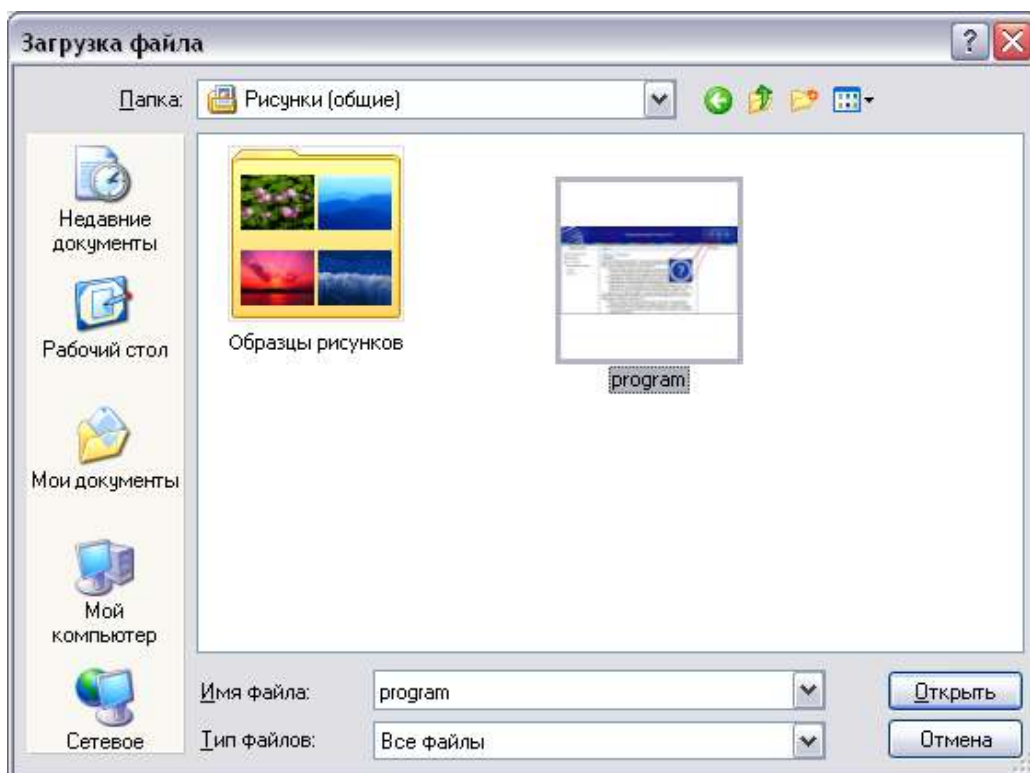 Загрузка файла
Папка:
Рисунки (общие)
Недавние
документы
Рабочий стол
Мои документы
Мой
компьютер
Сетевое
Образцы рисунков
program
Имя файла:
program
Открыть
Тип файлов:
Все файлы
Отмена